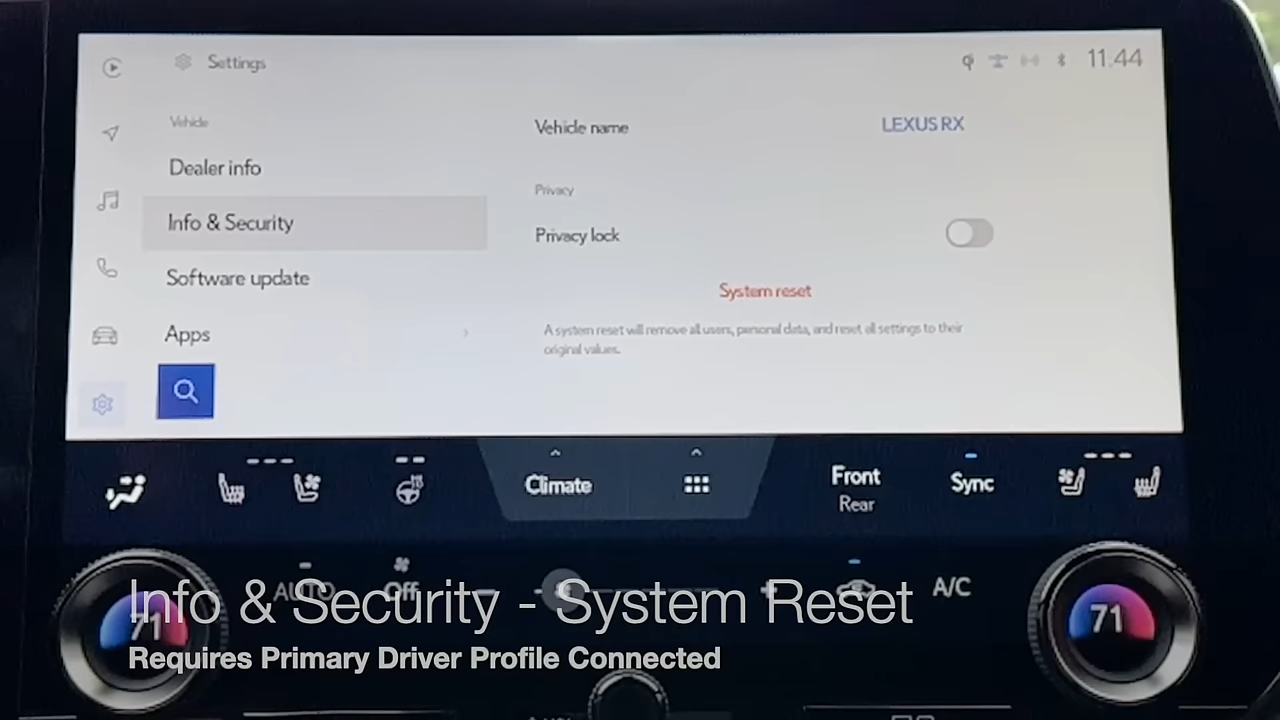 Settings
11:44
Vehicle
Dealer info
Info & Security
Software update
Apps
Vehicle name
LEXUS RX
Privacy
Privacy lock
System reset
A system reset will remove all users, personal data, and reset all settings to their
original values.
Climate
Front
Rear
Sync
AUTO
Off
A/C
71
71
Info & Security - System Reset
Requires Primary Driver Profile Connected